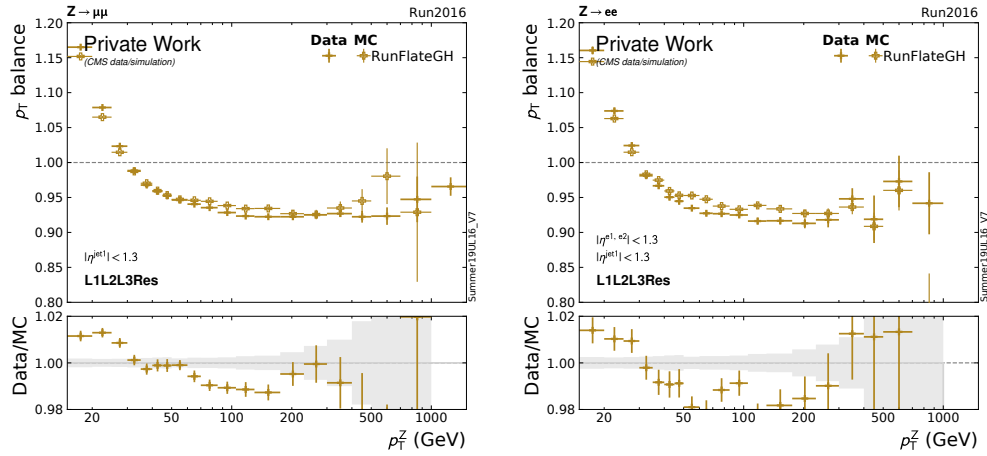 Z → μμ Run2016
Private Work
(CMS data/simulation)
Data MC
RunFlateGH
pT balance
1.20
1.15
1.10
1.05
1.00
0.95
0.90
0.85
0.80
|η^jet1| < 1.3
L1L2L3Res
Summer19UL16_V7
Data/MC
1.02
1.00
0.98
20 50 100 200 500 1000
p_T^Z (GeV)
Z → ee Run2016
Private Work
(CMS data/simulation)
Data MC
RunFlateGH
pT balance
1.20
1.15
1.10
1.05
1.00
0.95
0.90
0.85
0.80
|η^e1, e2| < 1.3
|η^jet1| < 1.3
L1L2L3Res
Summer19UL16_V7
Data/MC
1.02
1.00
0.98
20 50 100 200 500 1000
p_T^Z (GeV)